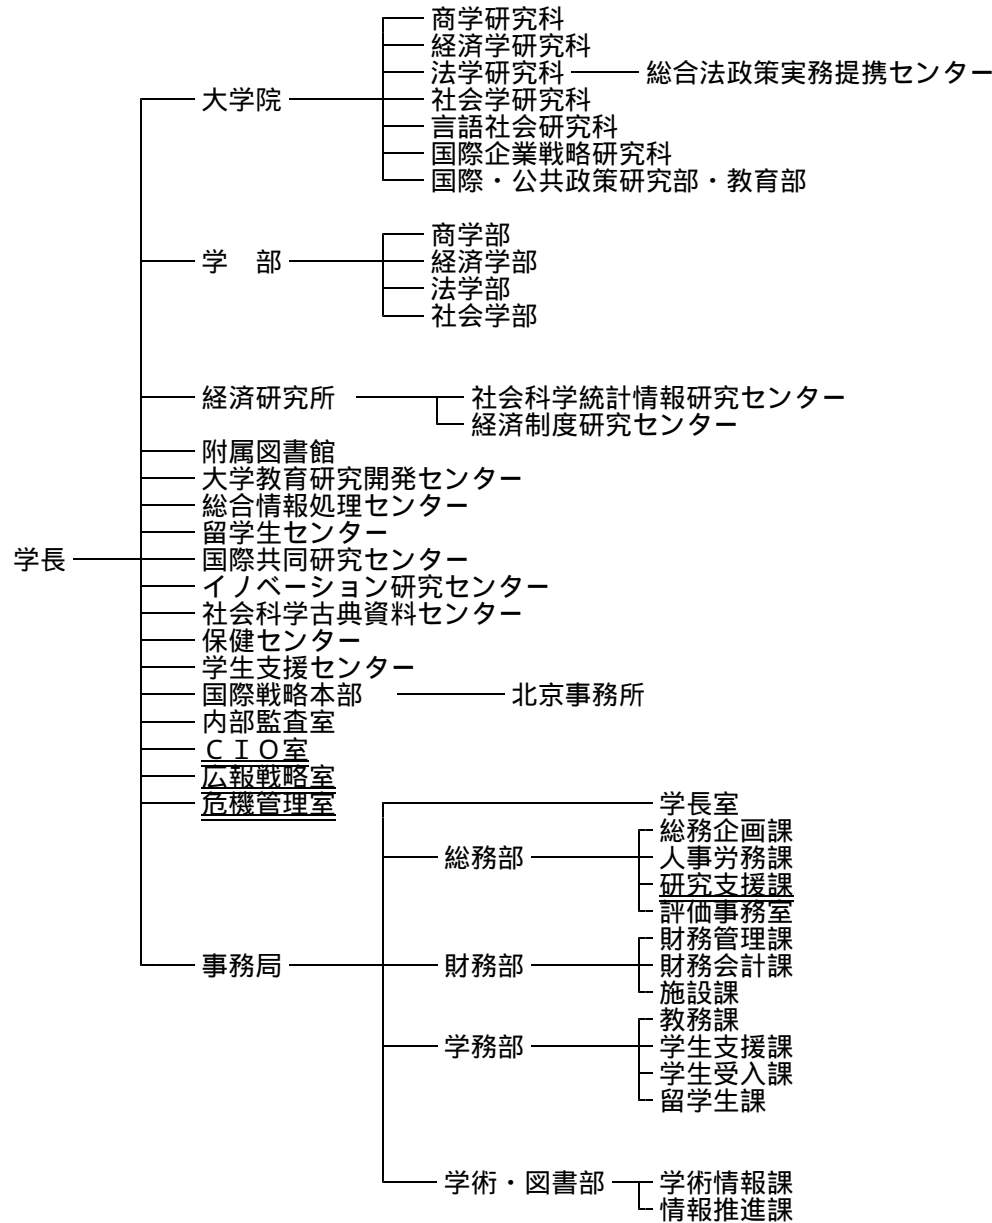 商学研究科
経済学研究科
法学研究科 総合法政策実務提携センター
大学院 社会学研究科
言語社会研究科
国際企業戦略研究科
国際・公共政策研究部・教育部
商学部
学　部 経済学部
法学部
社会学部
経済研究所 社会科学統計情報研究センター
経済制度研究センター
附属図書館
大学教育研究開発センター
総合情報処理センター
留学生センター
学長 国際共同研究センター
イノベーション研究センター
社会科学古典資料センター
保健センター
学生支援センター
国際戦略本部 北京事務所
内部監査室
ＣＩＯ室
広報戦略室
危機管理室 学長室
総務企画課
総務部 人事労務課
研究支援課
評価事務室
財務管理課
事務局 財務部 財務会計課
施設課
教務課
学務部 学生支援課
学生受入課
留学生課
学術・図書部 学術情報課
情報推進課